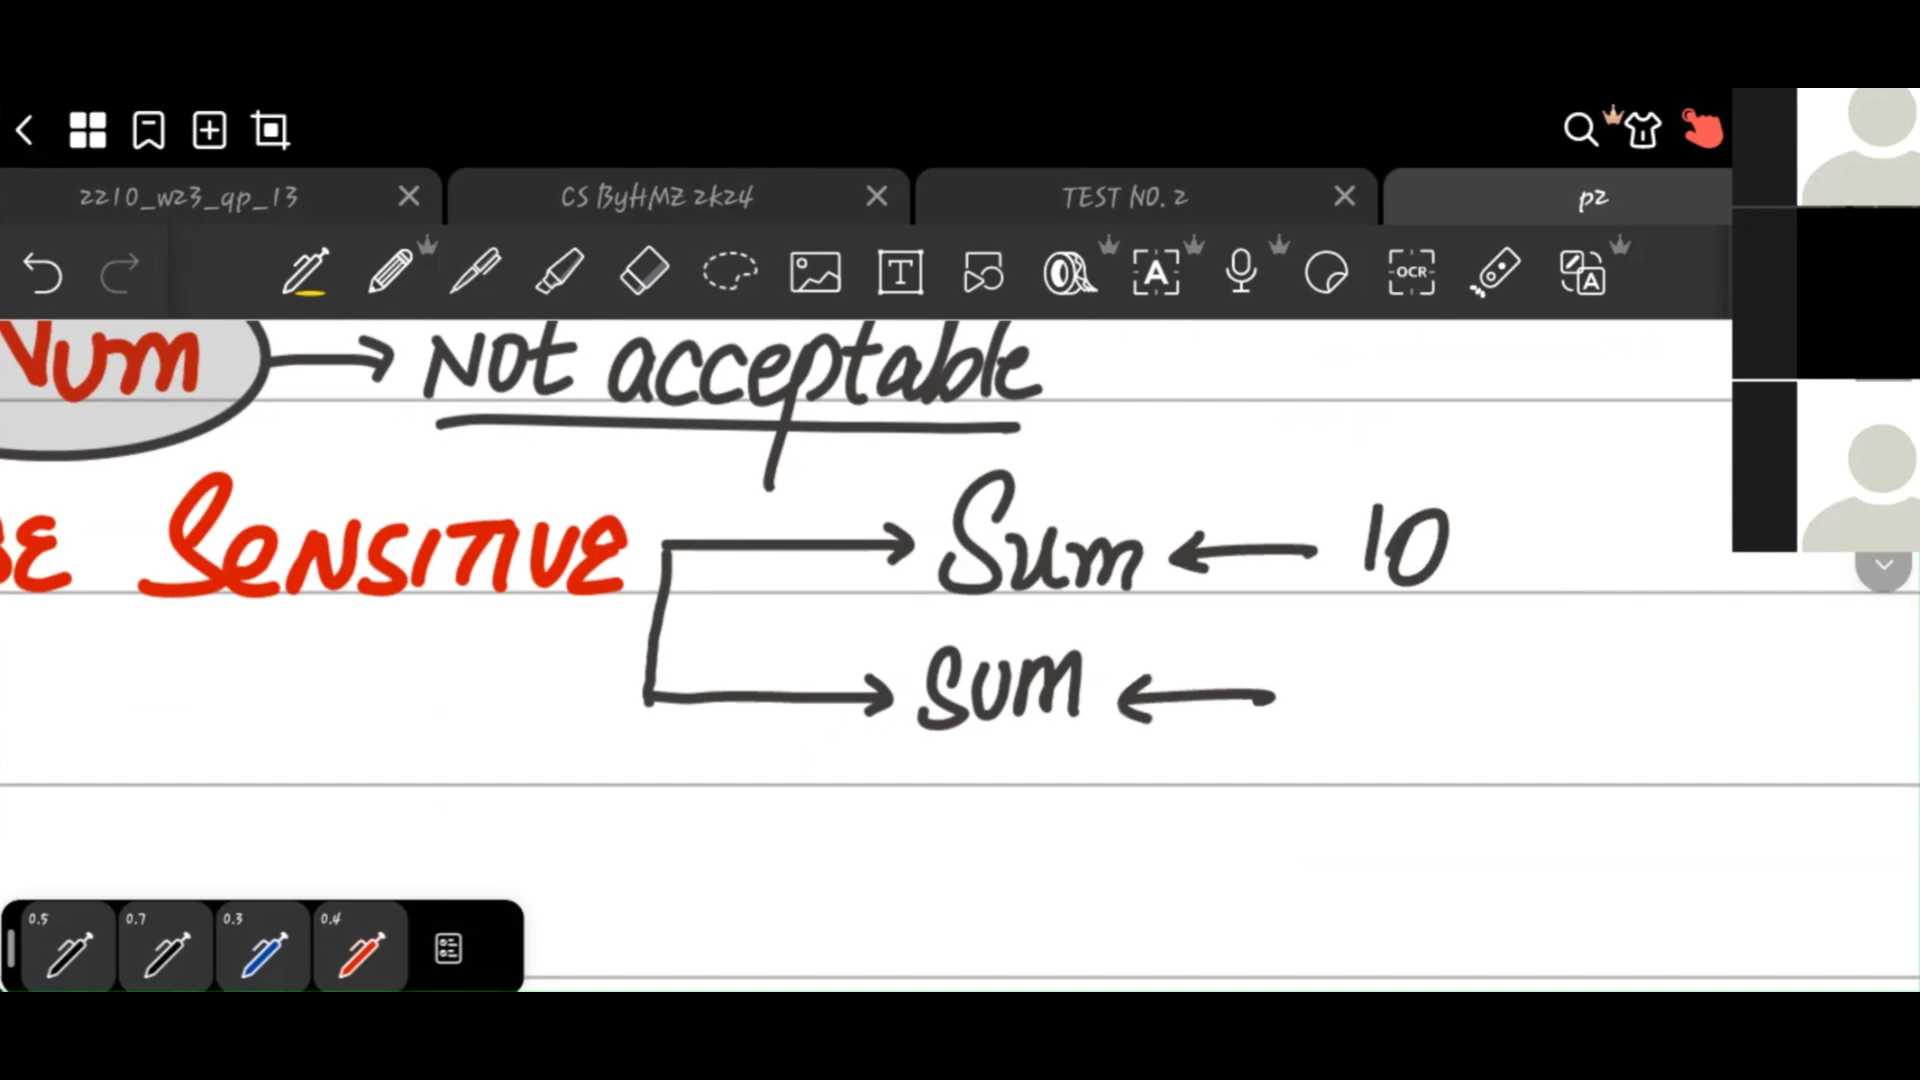 2210_w23_qp_13
CS ByHMZ 2k24
TEST NO. 2
p2
T
A
OCR
A
Num → Not acceptable
SENSITIVE → Sum ← 10
→ SUM ←
0.5
0.7
0.3
0.4